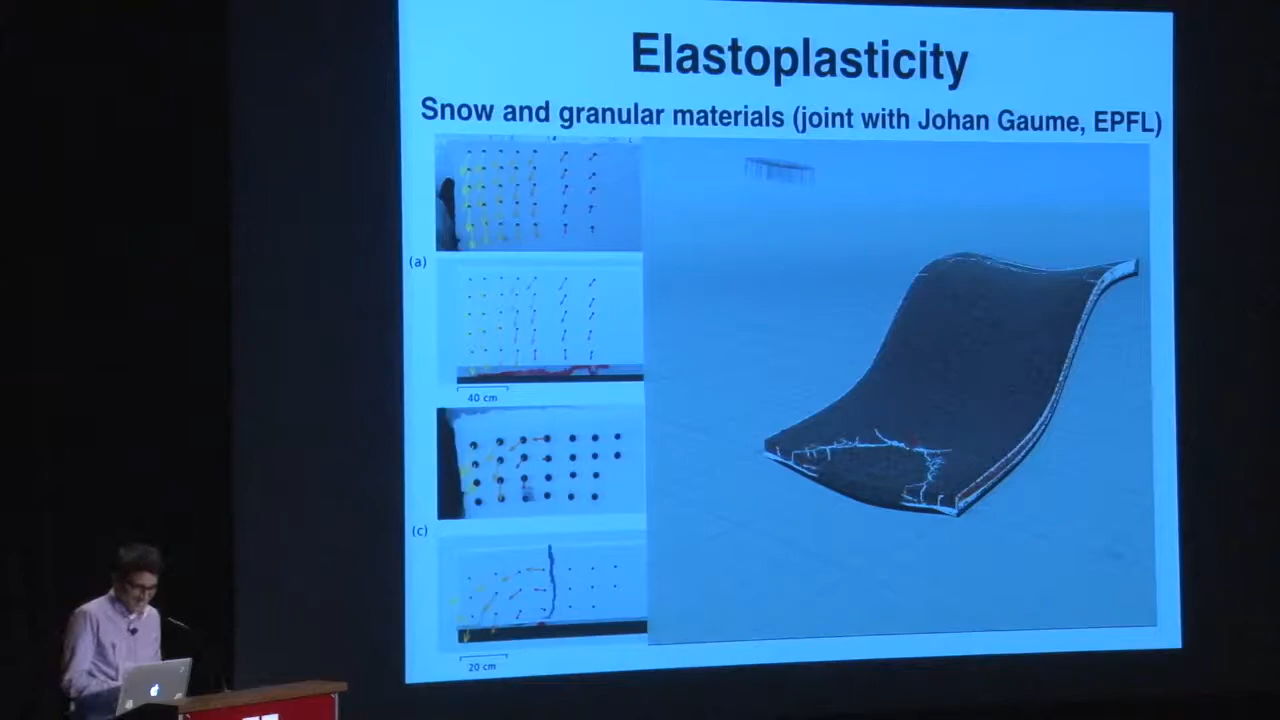 Elastoplasticity
Snow and granular materials (joint with Johan Gaume, EPFL)
(a)
40 cm
(c)
20 cm